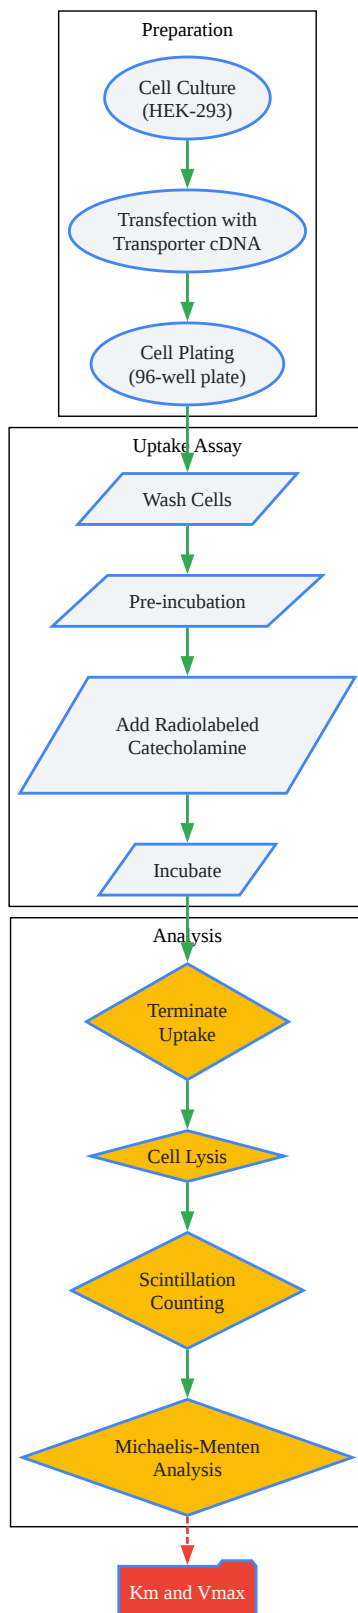 Preparation
Cell Culture
(HEK-293)
Transfection with
Transporter cDNA
Cell Plating
(96-well plate)
Uptake Assay
Wash Cells
Pre-incubation
Add Radiolabeled
Catecholamine
Incubate
Analysis
Terminate
Uptake
Cell Lysis
Scintillation
Counting
Michaelis-Menten
Analysis
Km and Vmax